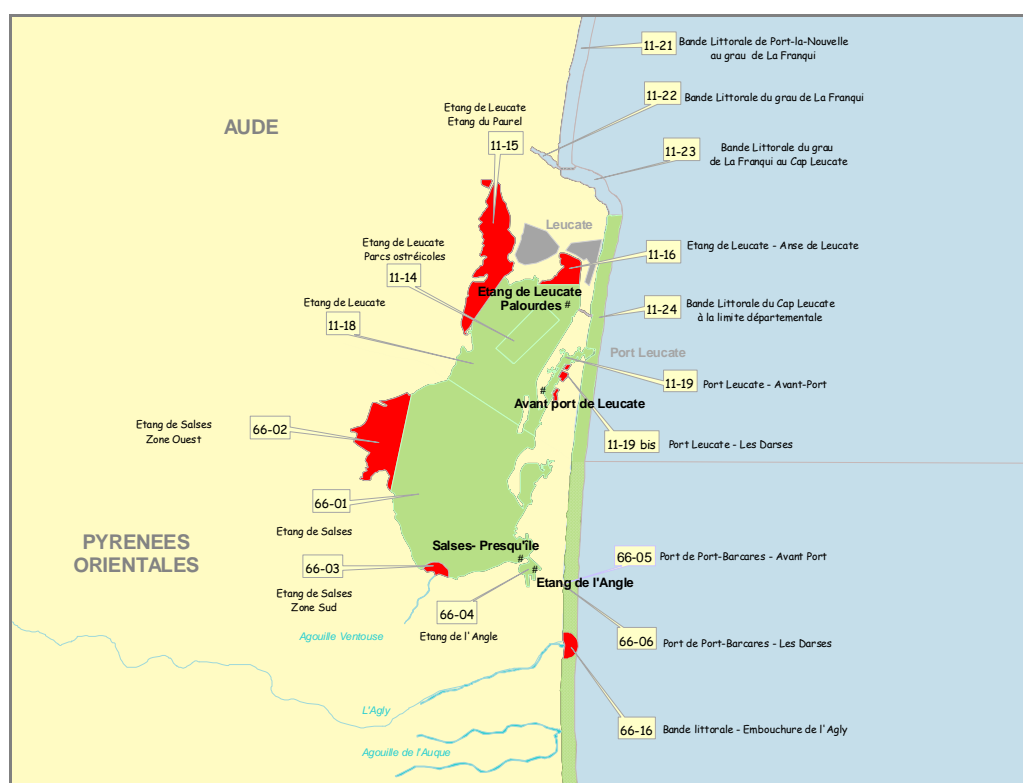 11-21
Bande Littorale de Port-la-Nouvelle
au grau de La Franqui
11-22
Bande Littorale du grau de La Franqui
Etang de Leucate
Etang du Paurel
11-15
AUDE
11-23
Bande Littorale du grau
de La Franqui au Cap Leucate
Leucate
Etang de Leucate
Parcs ostréicoles
11-14
11-16
Etang de Leucate - Anse de Leucate
Etang de Leucate
Palourdes #
Etang de Leucate
11-18
11-24
Bande Littorale du Cap Leucate
à la limite départementale
Port Leucate
11-19
Port Leucate - Avant-Port
#
Avant port de Leucate
Etang de Salses
Zone Ouest
66-02
11-19 bis
Port Leucate - Les Darses
66-01
Etang de Salses
PYRENEES
ORIENTALES
Salses- Presqu'île
#
#
66-03
Etang de Salses
Zone Sud
Etang de l'Angle
66-05
Port de Port-Barcares - Avant Port
66-04
Etang de l'Angle
Agouille Ventouse
66-06
Port de Port-Barcares - Les Darses
L'Agly
66-16
Bande littorale - Embouchure de l'Agly
Agouille de l'Auque